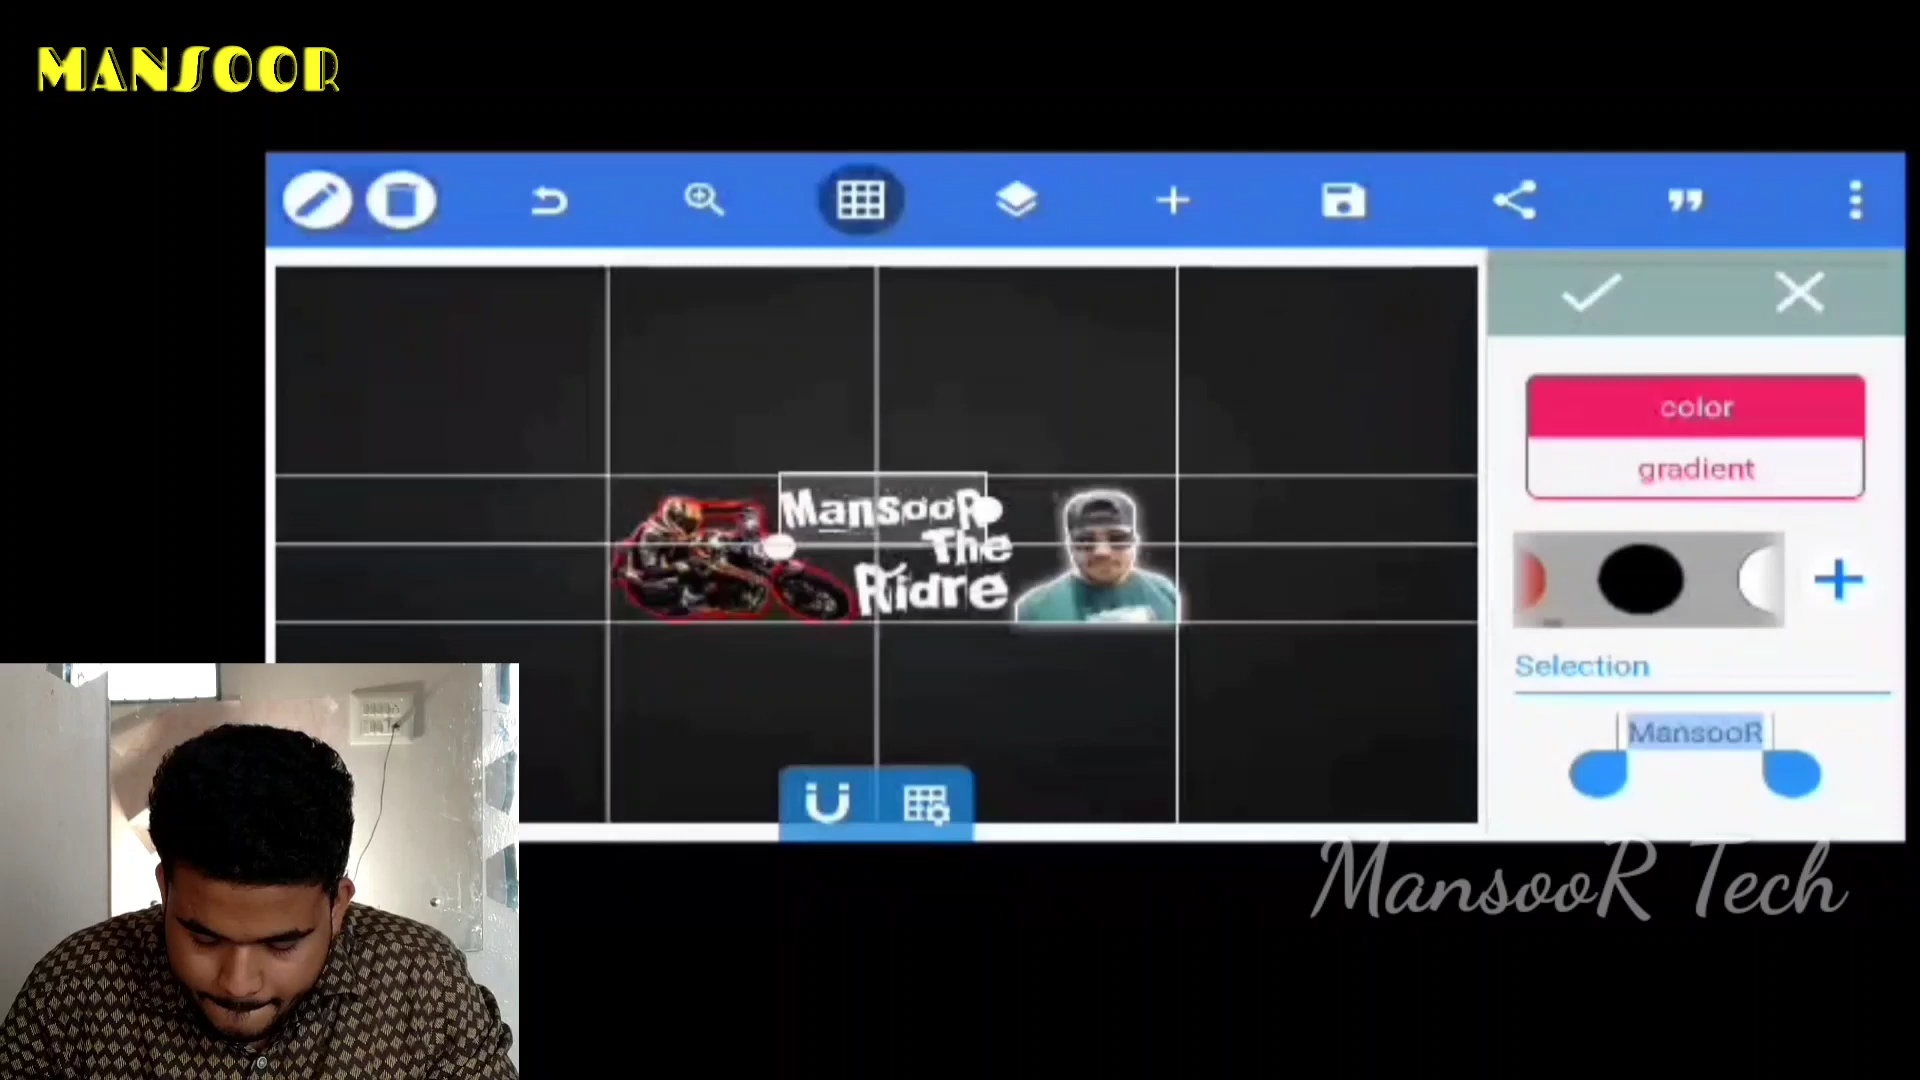 MANSOOR
color
gradient
MansooR
The
Ridre
Selection
MansooR
MansooR Tech